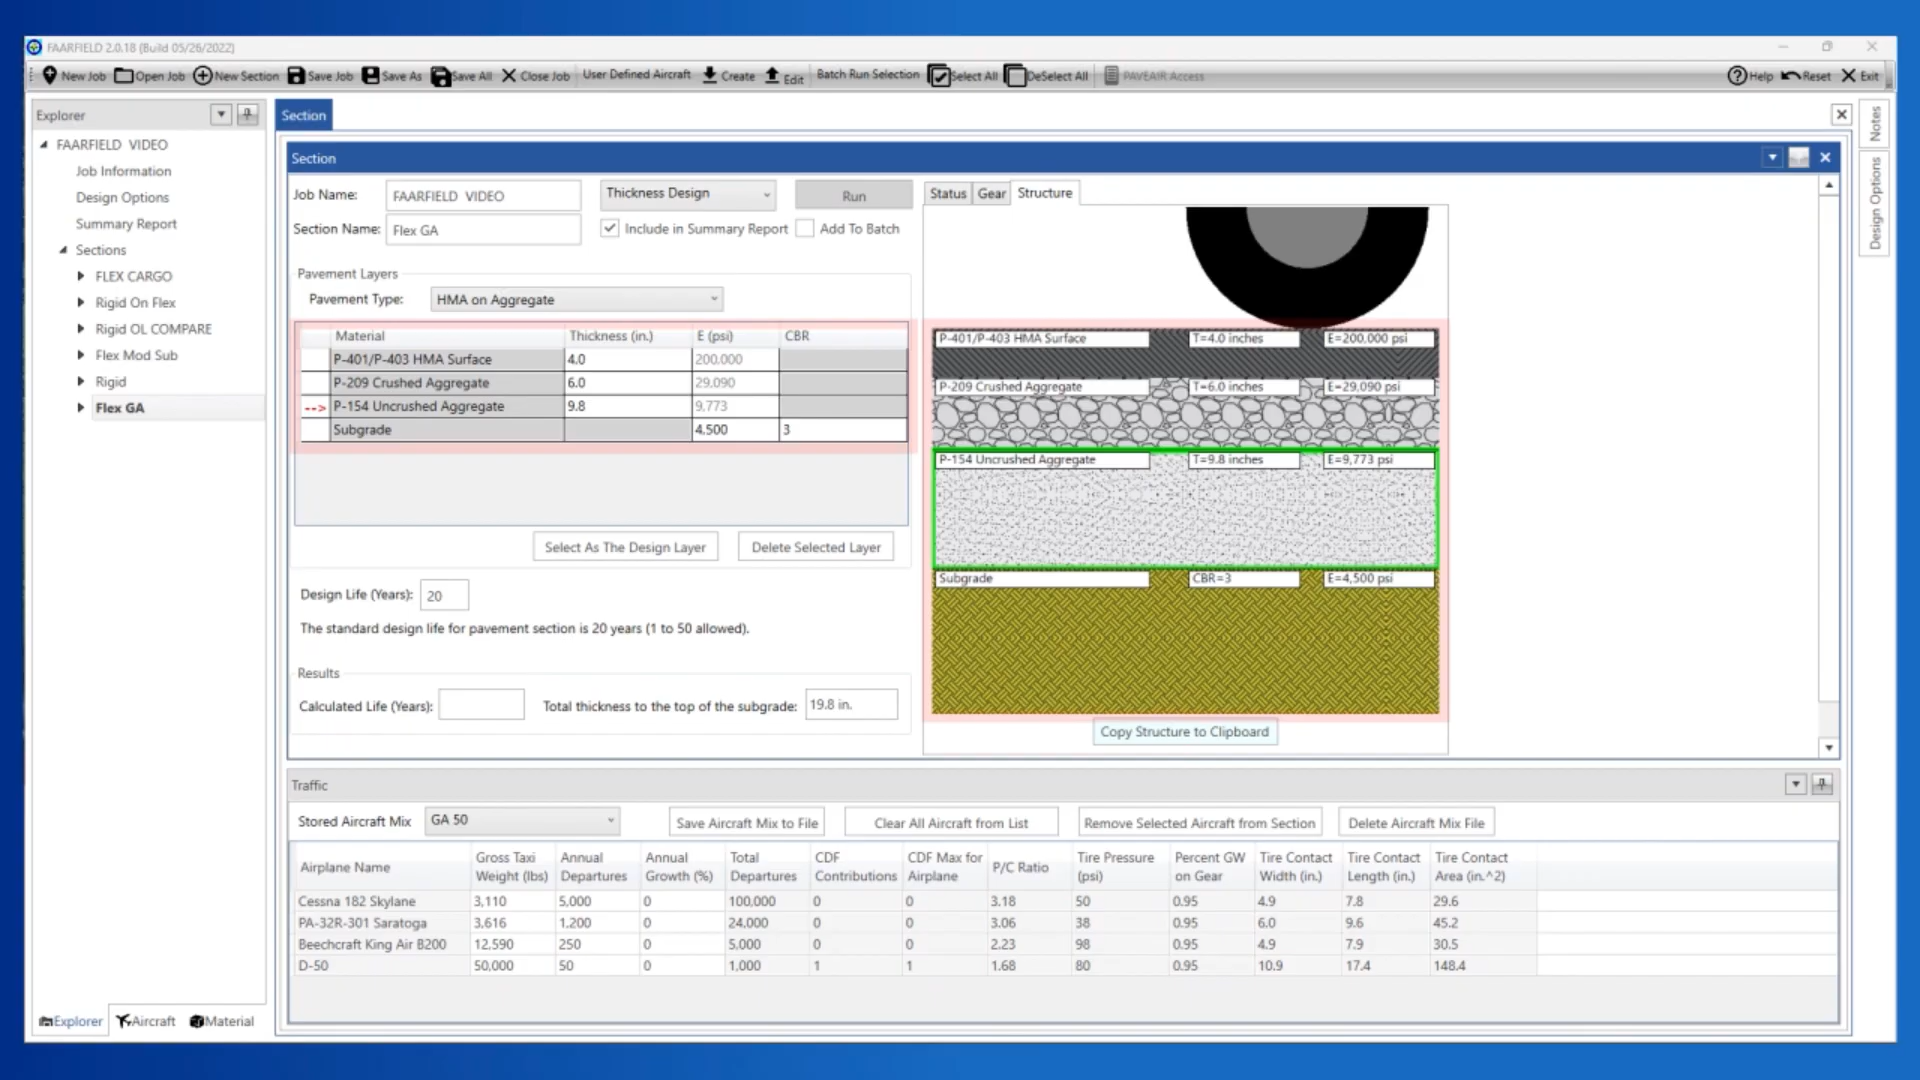 FAARFIELD 2.0.18 (Build 05/26/2022)
New Job Open Job New Section Save Job Save As Save All Close Job User Defined Aircraft Create Edit Batch Run Selection Select All DeSelect All PAVEAIR Access Help Reset Exit
Explorer
FAARFIELD VIDEO
Job Information
Design Options
Summary Report
Sections
FLEX CARGO
Rigid On Flex
Rigid OL COMPARE
Flex Mod Sub
Rigid
Flex GA
Explorer Aircraft Material
Section
Section
Job Name: FAARFIELD VIDEO Thickness Design Run
Section Name: Flex GA Include in Summary Report Add To Batch
Pavement Layers
Pavement Type: HMA on Aggregate
Material Thickness (in.) E (psi) CBR
P-401/P-403 HMA Surface 4.0 200.000
P-209 Crushed Aggregate 6.0 29.090
--> P-154 Uncrushed Aggregate 9.8 9.773
Subgrade 4.500 3
Select As The Design Layer Delete Selected Layer
Design Life (Years): 20
The standard design life for pavement section is 20 years (1 to 50 allowed).
Results
Calculated Life (Years): Total thickness to the top of the subgrade: 19.8 in.
Status Gear Structure
P-401/P-403 HMA Surface T=4.0 inches E=200,000 psi
P-209 Crushed Aggregate T=6.0 inches E=29,090 psi
P-154 Uncrushed Aggregate T=9.8 inches E=9,773 psi
Subgrade CBR=3 E=4,500 psi
Copy Structure to Clipboard
Notes
Design Options
Traffic
Stored Aircraft Mix GA 50 Save Aircraft Mix to File Clear All Aircraft from List Remove Selected Aircraft from Section Delete Aircraft Mix File
Airplane Name Gross Taxi Weight (lbs) Annual Departures Annual Growth (%) Total Departures CDF Contributions CDF Max for Airplane P/C Ratio Tire Pressure (psi) Percent GW on Gear Tire Contact Width (in.) Tire Contact Length (in.) Tire Contact Area (in.^2)
Cessna 182 Skylane 3,110 5,000 0 100,000 0 0 3.18 50 0.95 4.9 7.8 29.6
PA-32R-301 Saratoga 3,616 1,200 0 24,000 0 0 3.06 38 0.95 6.0 9.6 45.2
Beechcraft King Air B200 12,590 250 0 5,000 0 0 2.23 98 0.95 4.9 7.9 30.5
D-50 50,000 50 0 1,000 1 1 1.68 80 0.95 10.9 17.4 148.4